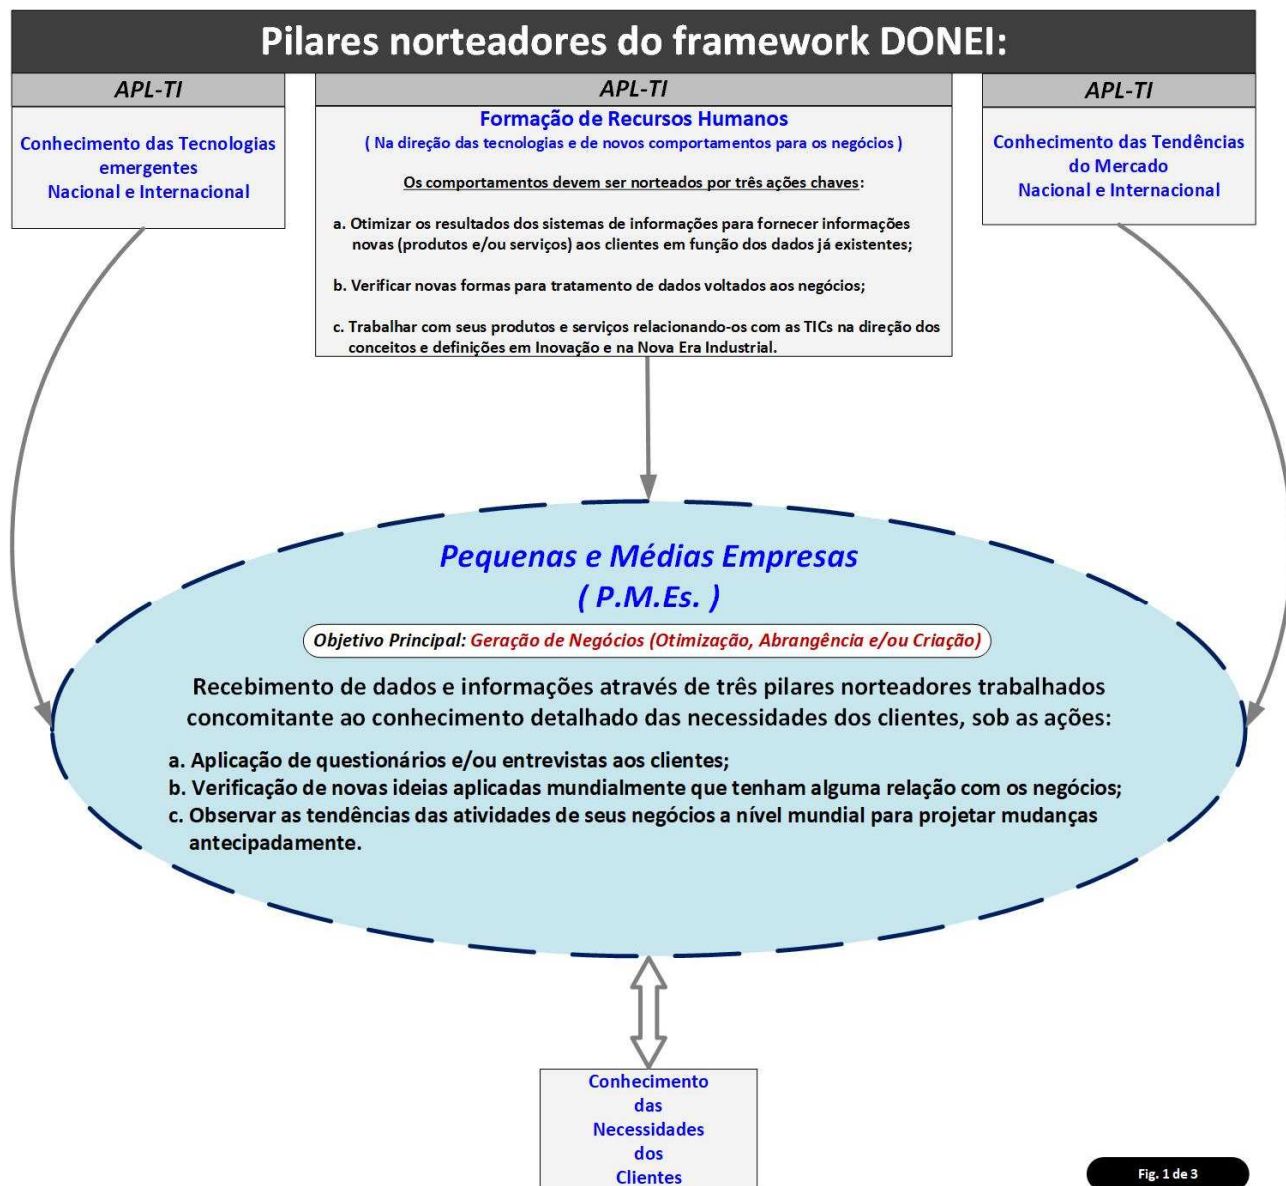 Pilares norteadores do framework DONEI:
APL-TI
Conhecimento das Tecnologias
emergentes
Nacional e Internacional
APL-TI
Formação de Recursos Humanos
( Na direção das tecnologias e de novos comportamentos para os negócios )
Os comportamentos devem ser norteados por três ações chaves:
a. Otimizar os resultados dos sistemas de informações para fornecer informações
novas (produtos e/ou serviços) aos clientes em função dos dados já existentes;
b. Verificar novas formas para tratamento de dados voltados aos negócios;
c. Trabalhar com seus produtos e serviços relacionando-os com as TICs na direção dos
conceitos e definições em Inovação e na Nova Era Industrial.
APL-TI
Conhecimento das Tendências
do Mercado
Nacional e Internacional
Pequenas e Médias Empresas
( P.M.Es. )
Objetivo Principal: Geração de Negócios (Otimização, Abrangência e/ou Criação)
Recebimento de dados e informações através de três pilares norteadores trabalhados
concomitante ao conhecimento detalhado das necessidades dos clientes, sob as ações:
a. Aplicação de questionários e/ou entrevistas aos clientes;
b. Verificação de novas ideias aplicadas mundialmente que tenham alguma relação com os negócios;
c. Observar as tendências das atividades de seus negócios a nível mundial para projetar mudanças
antecipadamente.
Conhecimento
das
Necessidades
dos
Clientes
Fig. 1 de 3